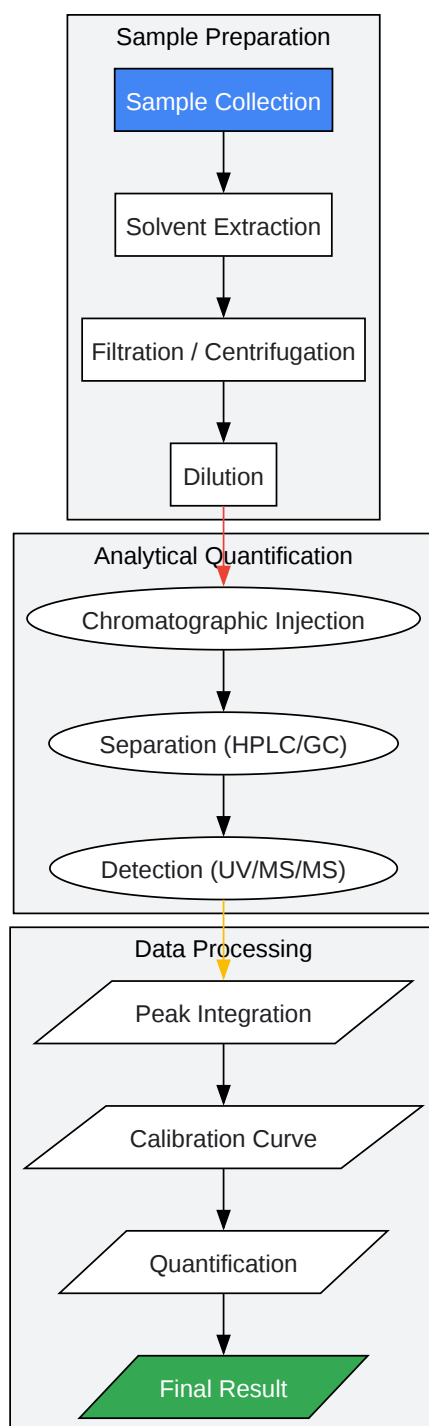 Sample Preparation
Sample Collection
Solvent Extraction
Filtration / Centrifugation
Dilution
Analytical Quantification
Chromatographic Injection
Separation (HPLC/GC)
Detection (UV/MS/MS)
Data Processing
Peak Integration
Calibration Curve
Quantification
Final Result